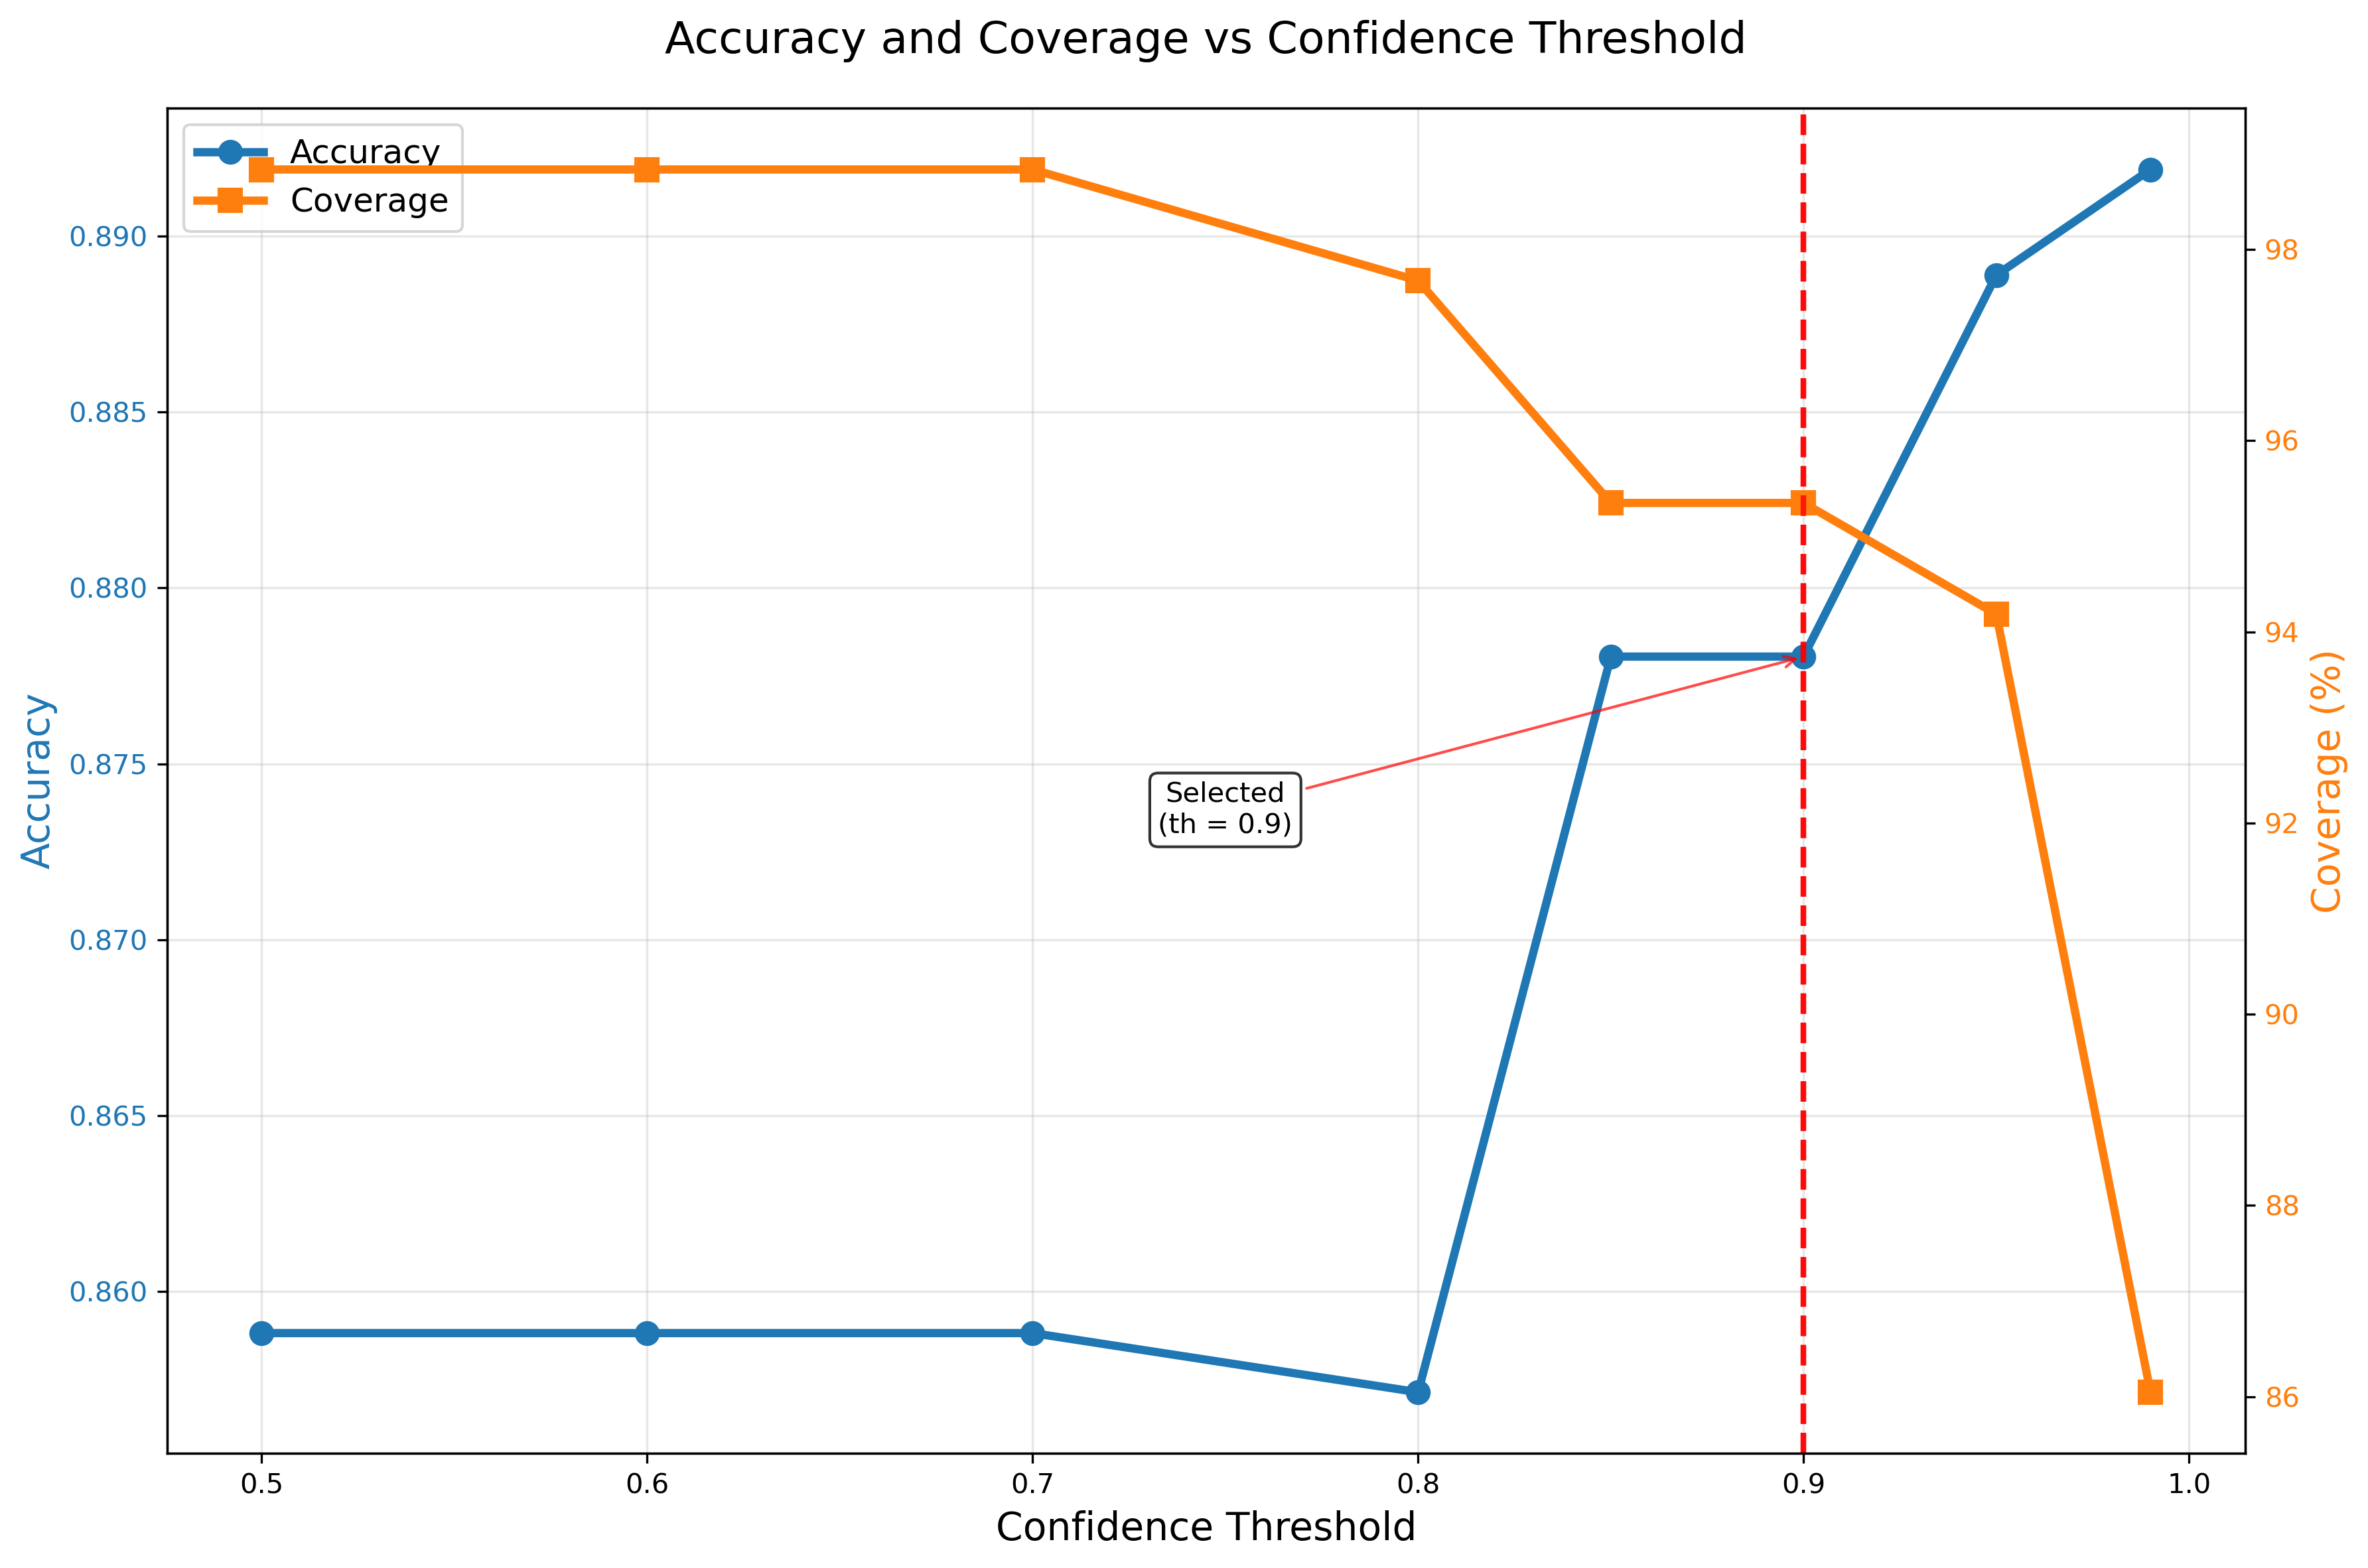 Accuracy and Coverage vs Confidence Threshold
Accuracy
Coverage
0.890
0.885
0.880
0.875
0.870
0.865
0.860
Accuracy
98
96
94
92
90
88
86
Coverage (%)
Selected
(th = 0.9)
0.5
0.6
0.7
0.8
0.9
1.0
Confidence Threshold